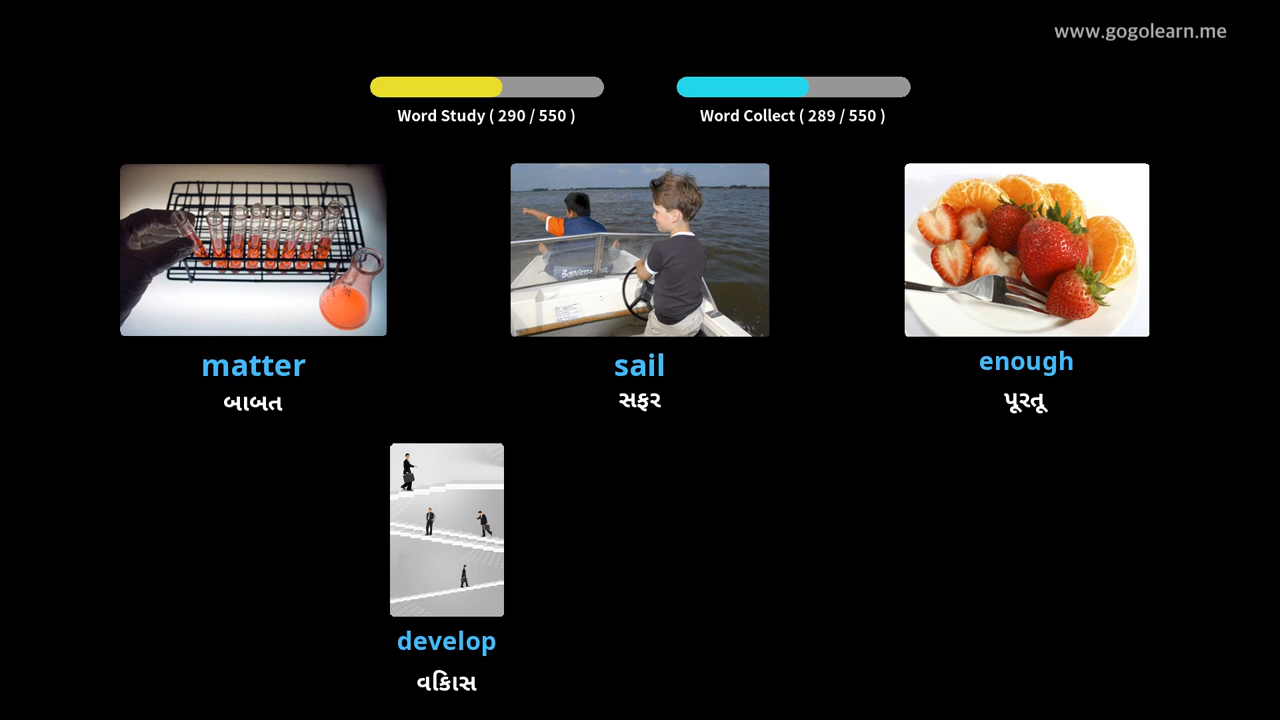 www.gogolearn.me
Word Study ( 290 / 550 )
Word Collect ( 289 / 550 )
matter
sail
enough
બાબત
સફર
પૂરતૂ
develop
વકિાસ